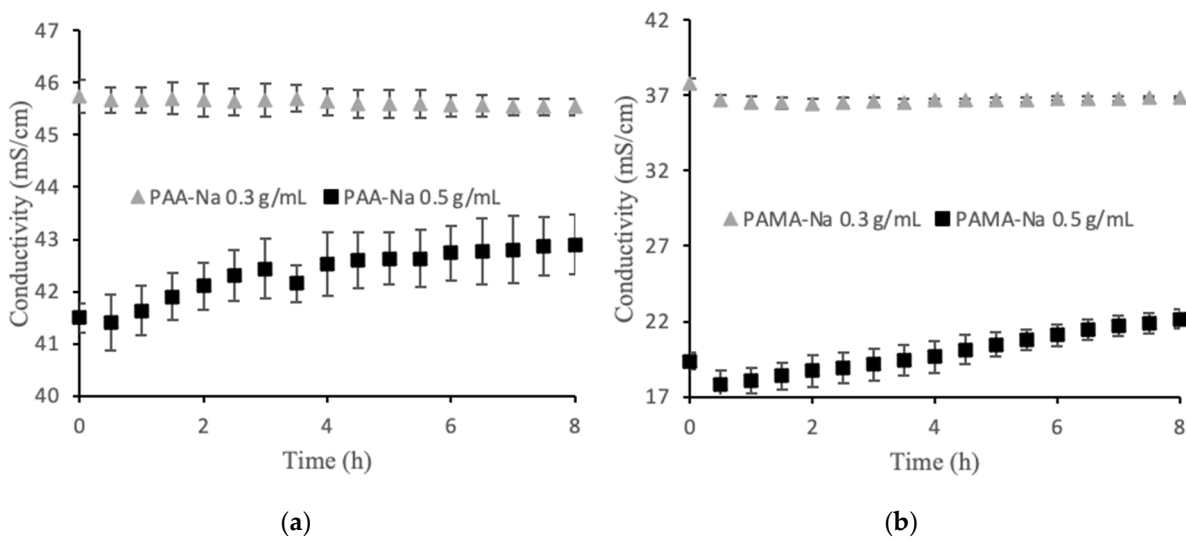 47
46
45
44
43
42
41
40
Conductivity (mS/cm)
PAA-Na 0.3 g/mL PAA-Na 0.5 g/mL
0 2 4 6 8
Time (h)
(a)
42
37
32
27
22
17
Conductivity (mS/cm)
PAMA-Na 0.3 g/mL PAMA-Na 0.5 g/mL
0 2 4 6 8
Time (h)
(b)